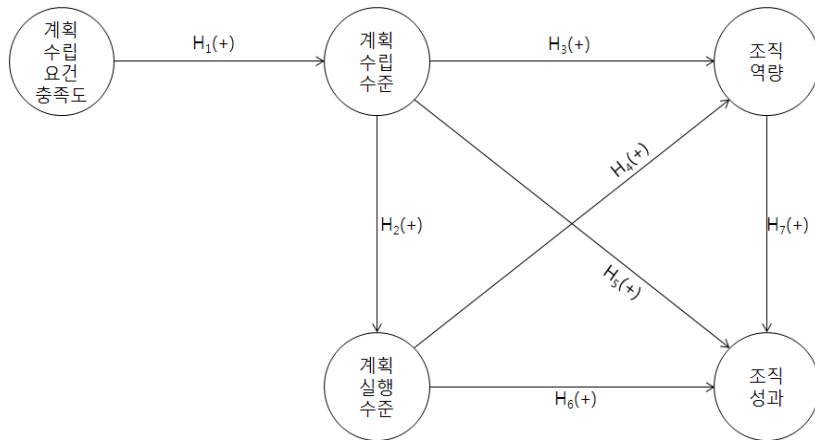 계획
수립
요건
충족도
H₁(+)
계획
수립
수준
H₃(+)
조직
역량
H₄(+)
H₂(+)
H₇(+)
H₅(+)
계획
실행
수준
H₆(+)
조직
성과